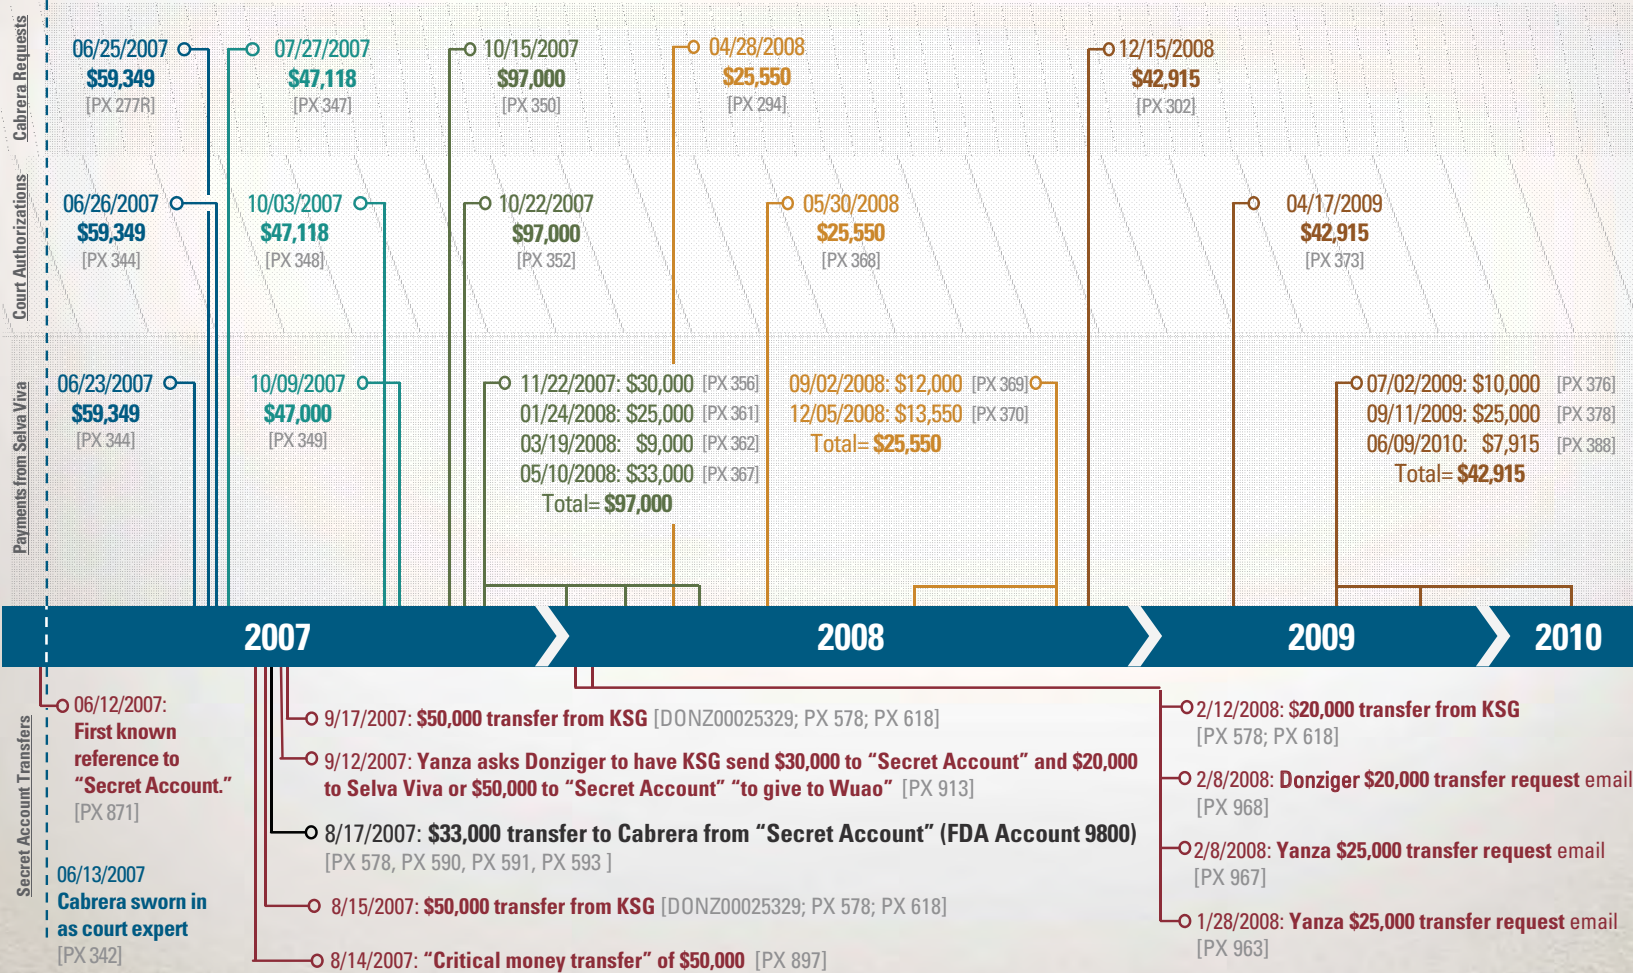 Cabrera Requests
06/25/2007
$59,349
[PX 277R]
07/27/2007
$47,118
[PX 347]
10/15/2007
$97,000
[PX 350]
04/28/2008
$25,550
[PX 294]
12/15/2008
$42,915
[PX 302]
Court Authorizations
06/26/2007
$59,349
[PX 344]
10/03/2007
$47,118
[PX 348]
10/22/2007
$97,000
[PX 352]
05/30/2008
$25,550
[PX 368]
04/17/2009
$42,915
[PX 373]
Payments from Selva Viva
06/23/2007
$59,349
[PX 344]
10/09/2007
$47,000
[PX 349]
11/22/2007: $30,000 [PX 356]
01/24/2008: $25,000 [PX 361]
03/19/2008: $9,000 [PX 362]
05/10/2008: $33,000 [PX 367]
Total= $97,000
09/02/2008: $12,000 [PX 369]
12/05/2008: $13,550 [PX 370]
Total= $25,550
07/02/2009: $10,000 [PX 376]
09/11/2009: $25,000 [PX 378]
06/09/2010: $7,915 [PX 388]
Total= $42,915
2007
2008
2009
2010
Secret Account Transfers
06/12/2007:
First known
reference to
“Secret Account.”
[PX 871]
06/13/2007
Cabrera sworn in
as court expert
[PX 342]
9/17/2007: $50,000 transfer from KSG [DONZ00025329; PX 578; PX 618]
9/12/2007: Yanza asks Donziger to have KSG send $30,000 to “Secret Account” and $20,000
to Selva Viva or $50,000 to “Secret Account” “to give to Wuao” [PX 913]
8/17/2007: $33,000 transfer to Cabrera from “Secret Account” (FDA Account 9800)
[PX 578, PX 590, PX 591, PX 593 ]
8/15/2007: $50,000 transfer from KSG [DONZ00025329; PX 578; PX 618]
8/14/2007: “Critical money transfer” of $50,000 [PX 897]
2/12/2008: $20,000 transfer from KSG
[PX 578; PX 618]
2/8/2008: Donziger $20,000 transfer request email
[PX 968]
2/8/2008: Yanza $25,000 transfer request email
[PX 967]
1/28/2008: Yanza $25,000 transfer request email
[PX 963]